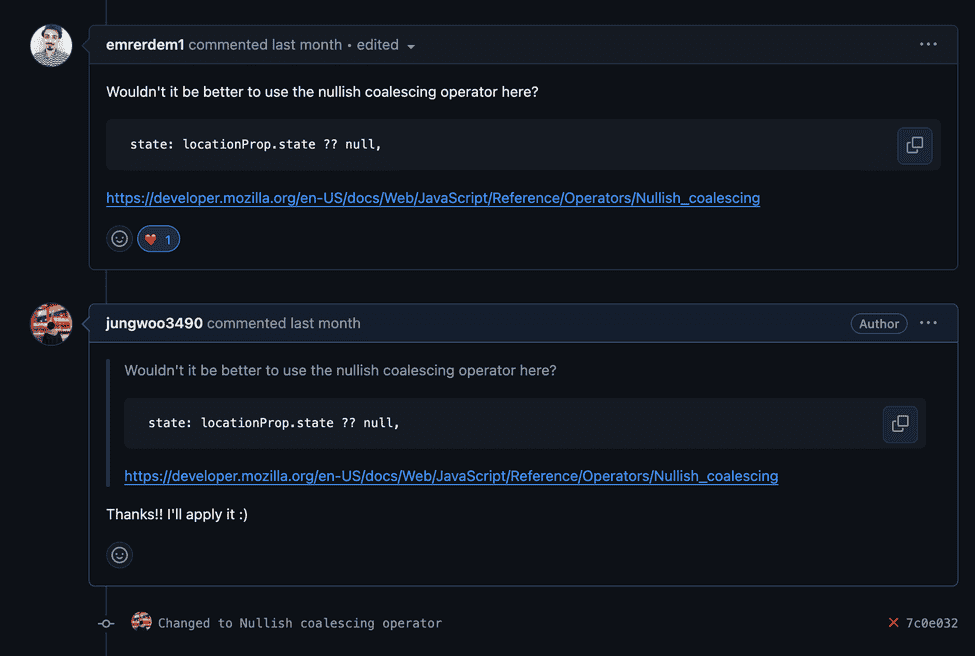 emrerdem1 commented last month • edited
Wouldn't it be better to use the nullish coalescing operator here?
state: locationProp.state ?? null,
https://developer.mozilla.org/en-US/docs/Web/JavaScript/Reference/Operators/Nullish_coalescing
1
jungwoo3490 commented last month Author
Wouldn't it be better to use the nullish coalescing operator here?
state: locationProp.state ?? null,
https://developer.mozilla.org/en-US/docs/Web/JavaScript/Reference/Operators/Nullish_coalescing
Thanks!! I'll apply it :)
Changed to Nullish coalescing operator 7c0e032